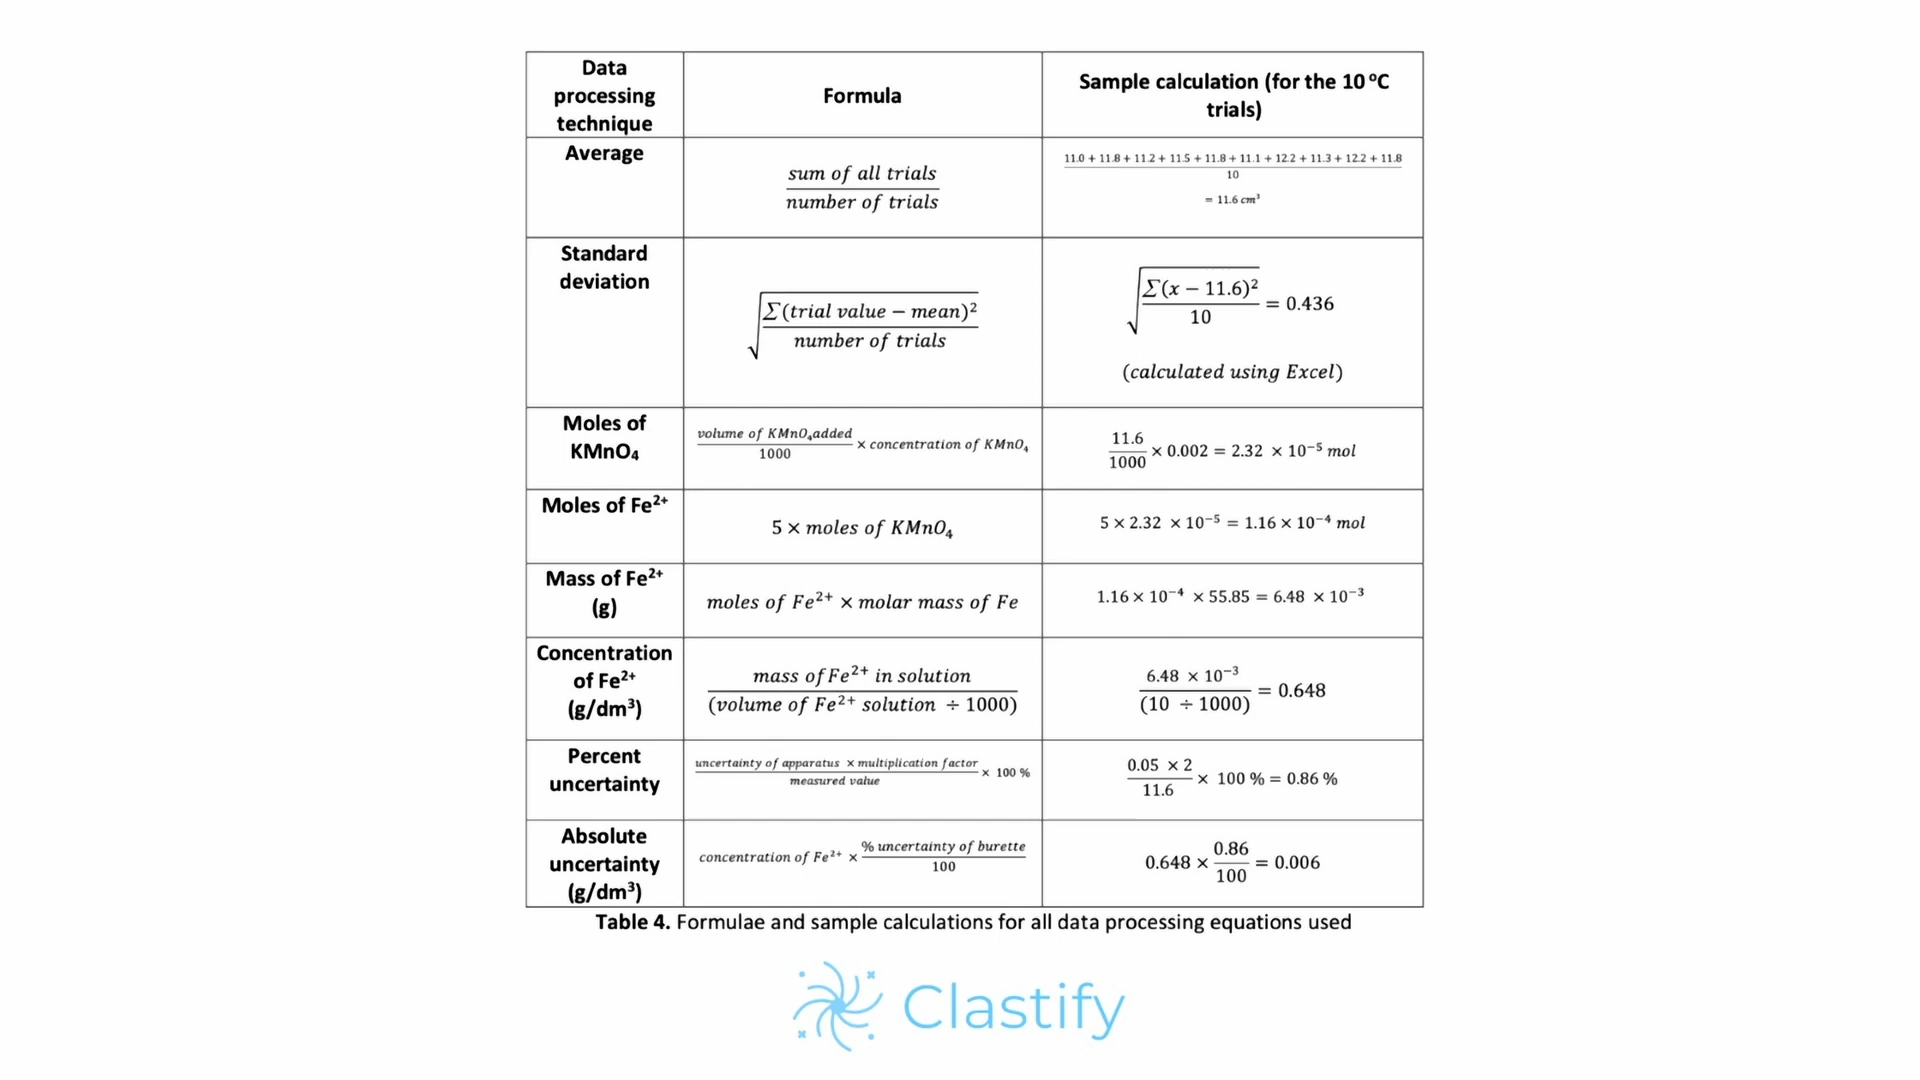 Data
processing
technique
Formula
Sample calculation (for the 10 °C
trials)
Average
sum of all trials
number of trials
11.0 + 11.8 + 11.2 + 11.5 + 11.8 + 11.1 + 12.2 + 11.3 + 12.2 + 11.8
10
= 11.6 cm³
Standard
deviation
√ Σ(trial value − mean)²
number of trials
√ Σ(x − 11.6)²
10
= 0.436
(calculated using Excel)
Moles of
KMnO₄
volume of KMnO₄added
1000
× concentration of KMnO₄
11.6
1000
× 0.002 = 2.32 × 10⁻⁵ mol
Moles of Fe²⁺
5 × moles of KMnO₄
5 × 2.32 × 10⁻⁵ = 1.16 × 10⁻⁴ mol
Mass of Fe²⁺
(g)
moles of Fe²⁺ × molar mass of Fe
1.16 × 10⁻⁴ × 55.85 = 6.48 × 10⁻³
Concentration
of Fe²⁺
(g/dm³)
mass of Fe²⁺ in solution
(volume of Fe²⁺ solution ÷ 1000)
6.48 × 10⁻³
(10 ÷ 1000)
= 0.648
Percent
uncertainty
uncertainty of apparatus × multiplication factor
measured value
× 100 %
0.05 × 2
11.6
× 100 % = 0.86 %
Absolute
uncertainty
(g/dm³)
concentration of Fe²⁺ ×
% uncertainty of burette
100
0.648 ×
0.86
100
= 0.006
Table 4. Formulae and sample calculations for all data processing equations used
Clastify